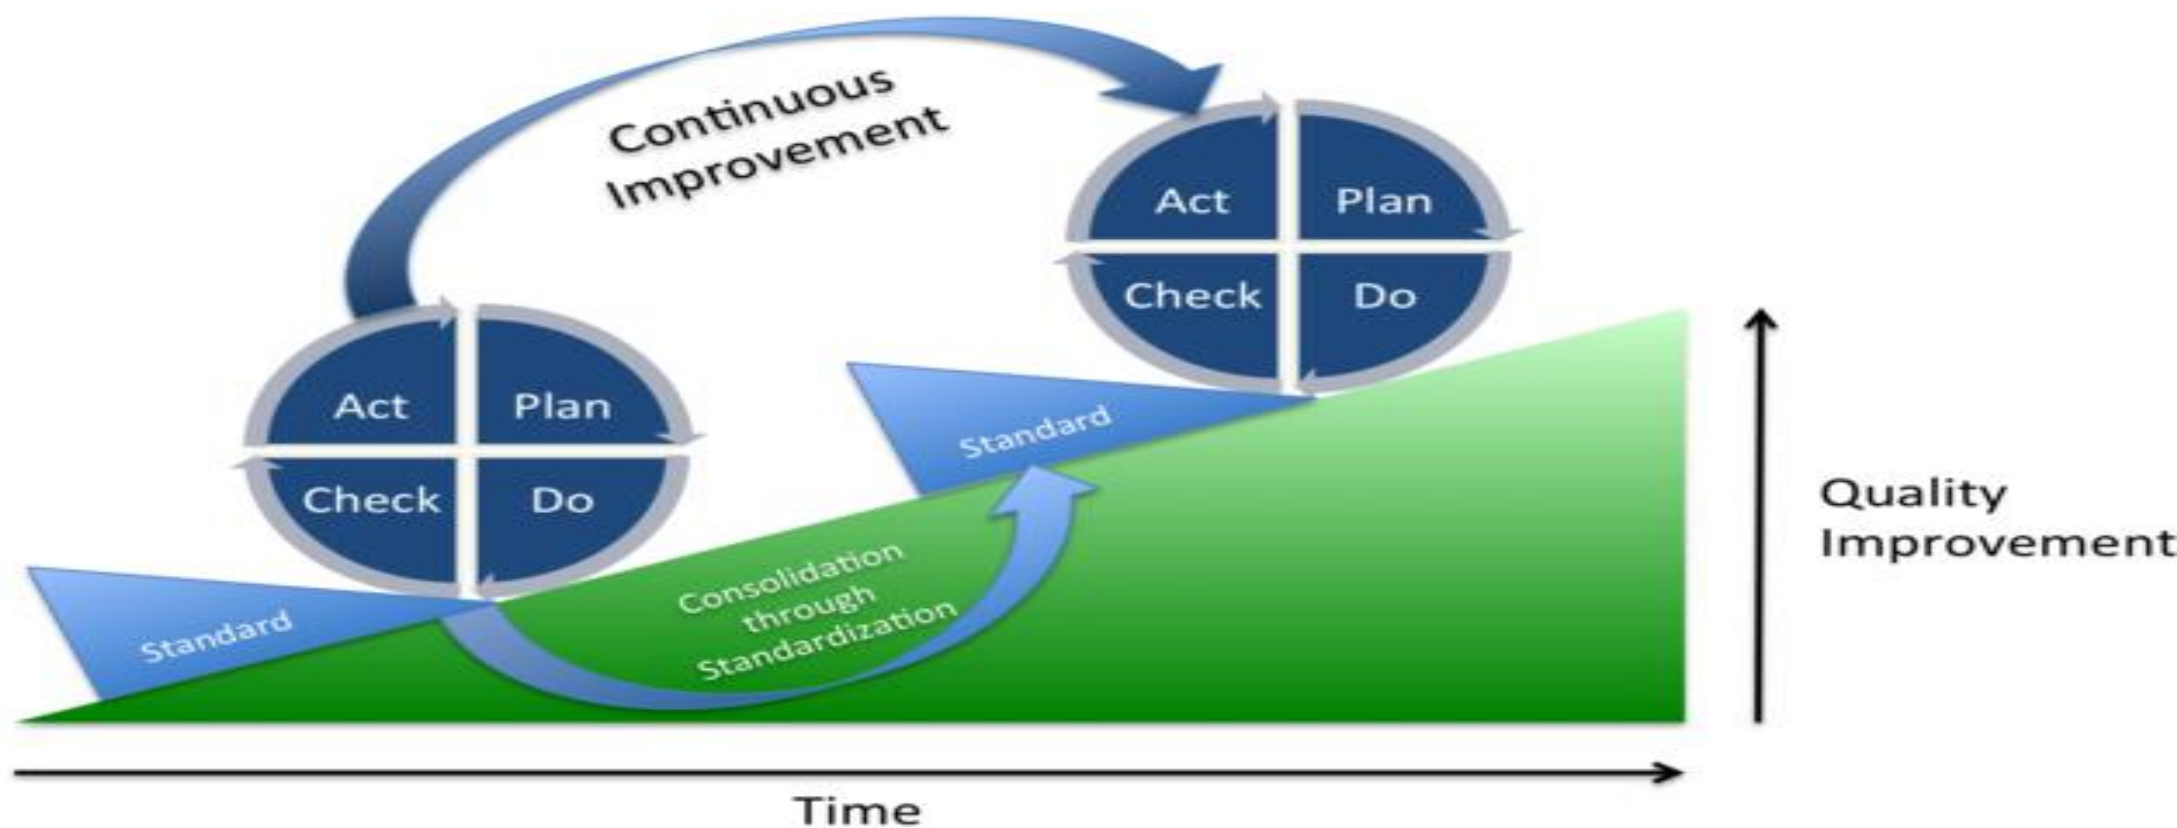 Continuous
Improvement
Act
Plan
Check
Do
Act
Plan
Check
Do
Standard
Standard
Consolidation
through
Standardization
Quality
Improvement
Time